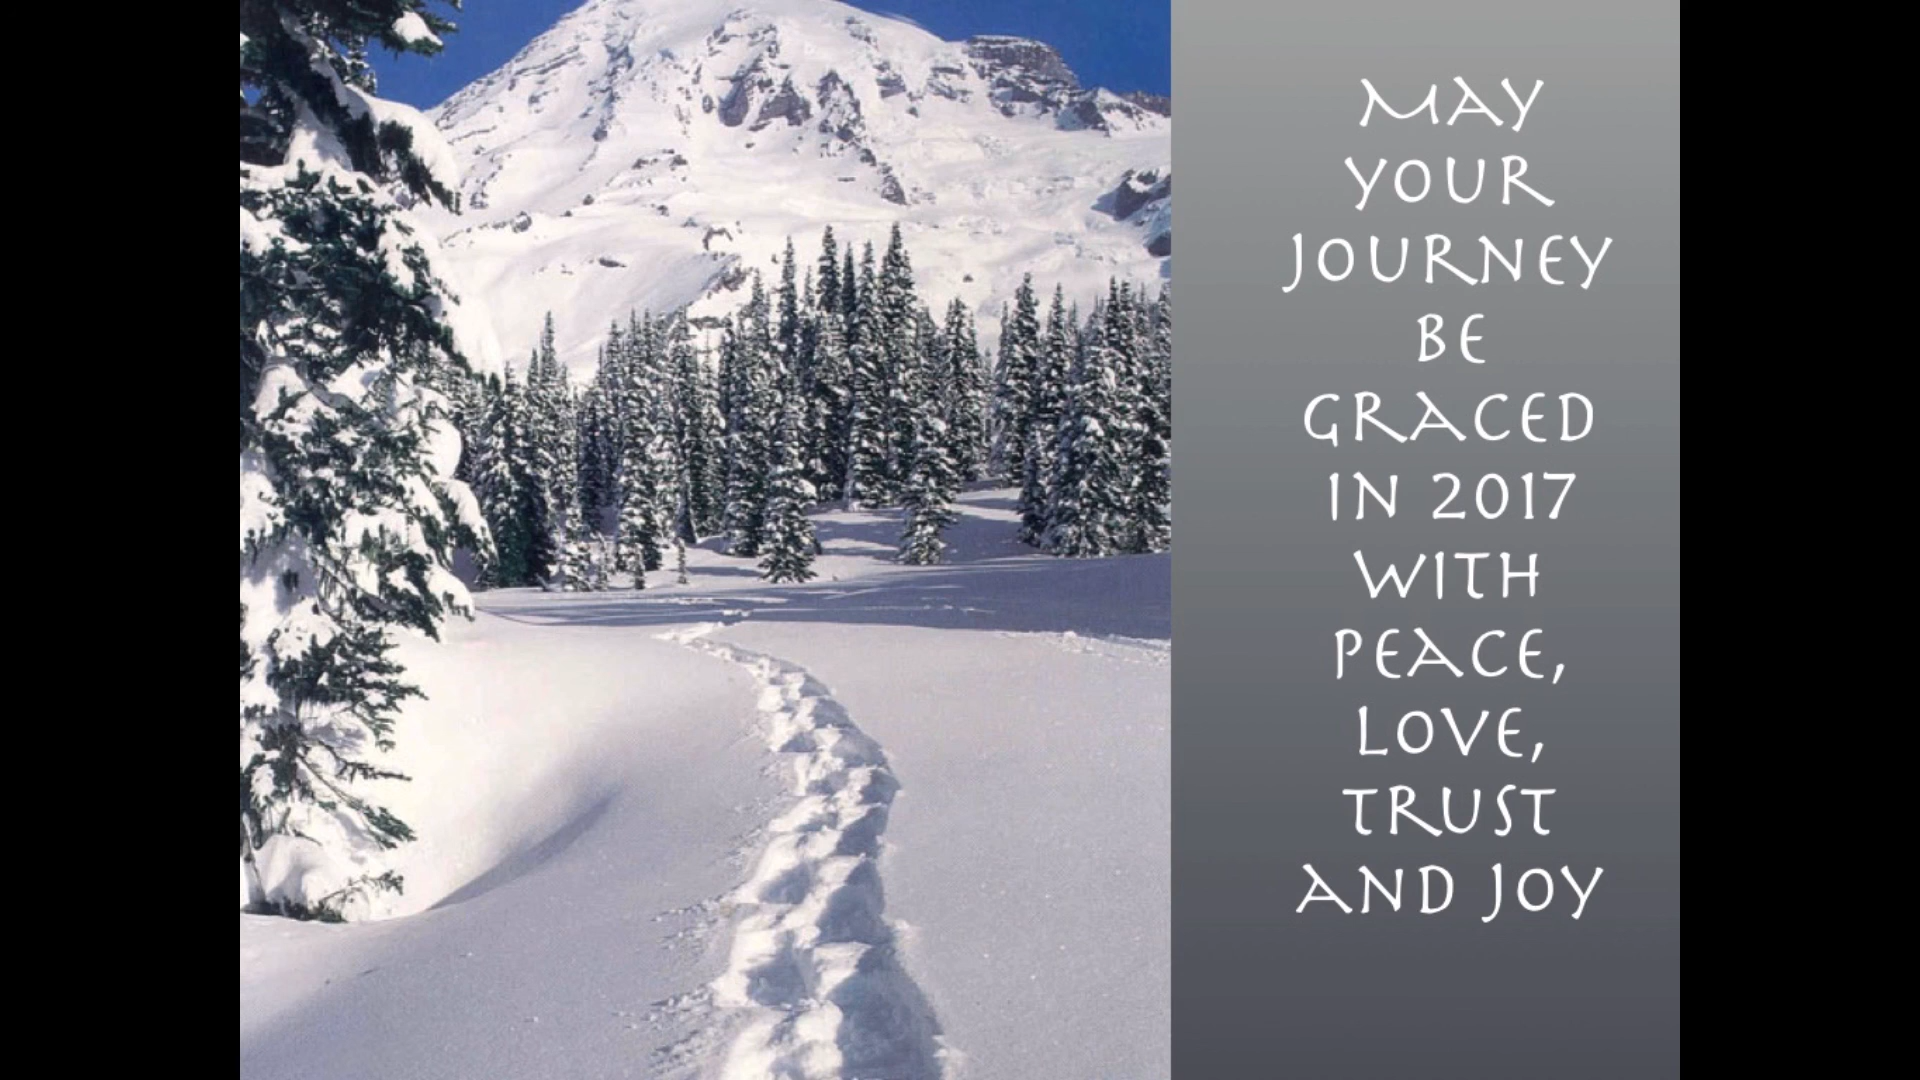 May
your
journey
be
graced
in 2017
with
peace,
love,
trust
and joy